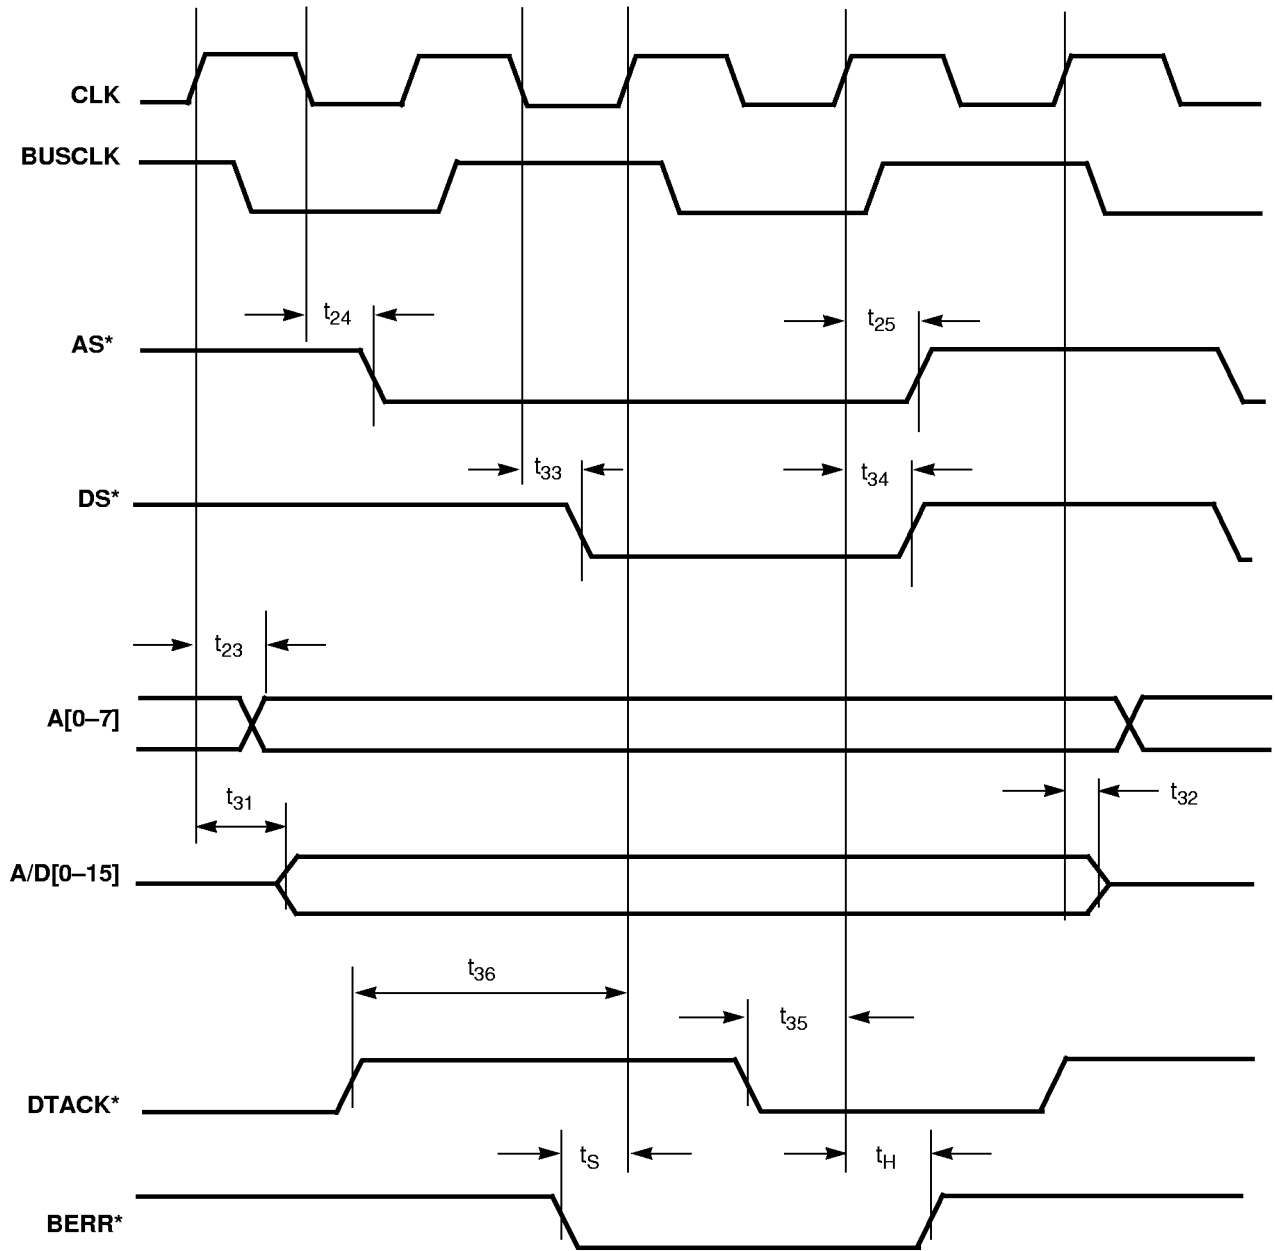 CLK
BUSCLK
t24
t25
AS*
t33
t34
DS*
t23
A[0–7]
t31
t32
A/D[0–15]
t36
t35
DTACK*
tS
tH
BERR*